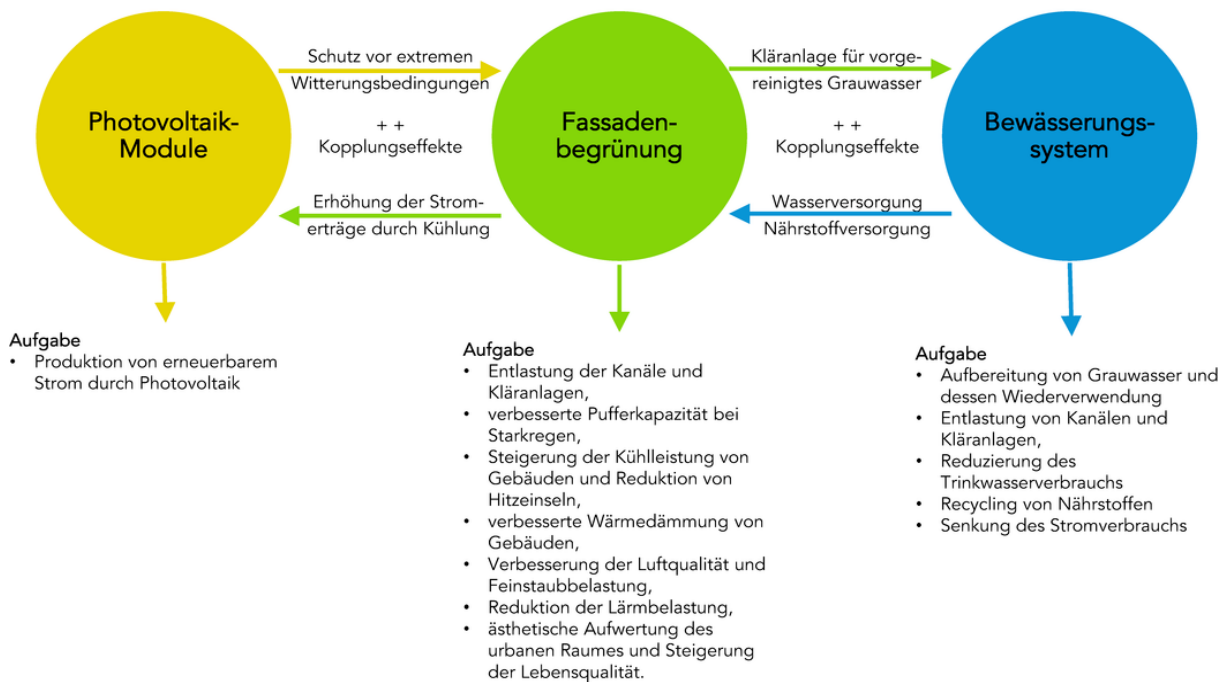 Photovoltaik-
Module
Schutz vor extremen
Witterungsbedingungen
+ +
Kopplungseffekte
Erhöhung der Strom-
erträge durch Kühlung
Fassaden-
begrünung
Kläranlage für vorge-
reinigtes Grauwasser
+ +
Kopplungseffekte
Wasserversorgung
Nährstoffversorgung
Bewässerungs-
system
Aufgabe
• Produktion von erneuerbarem
Strom durch Photovoltaik
Aufgabe
• Entlastung der Kanäle und
Kläranlagen,
• verbesserte Pufferkapazität bei
Starkregen,
• Steigerung der Kühlleistung von
Gebäuden und Reduktion von
Hitzeinseln,
• verbesserte Wärmedämmung von
Gebäuden,
• Verbesserung der Luftqualität und
Feinstaubbelastung,
• Reduktion der Lärmbelastung,
• ästhetische Aufwertung des
urbanen Raumes und Steigerung
der Lebensqualität.
Aufgabe
• Aufbereitung von Grauwasser und
dessen Wiederverwendung
• Entlastung von Kanälen und
Kläranlagen,
• Reduzierung des
Trinkwasserverbrauchs
• Recycling von Nährstoffen
• Senkung des Stromverbrauchs